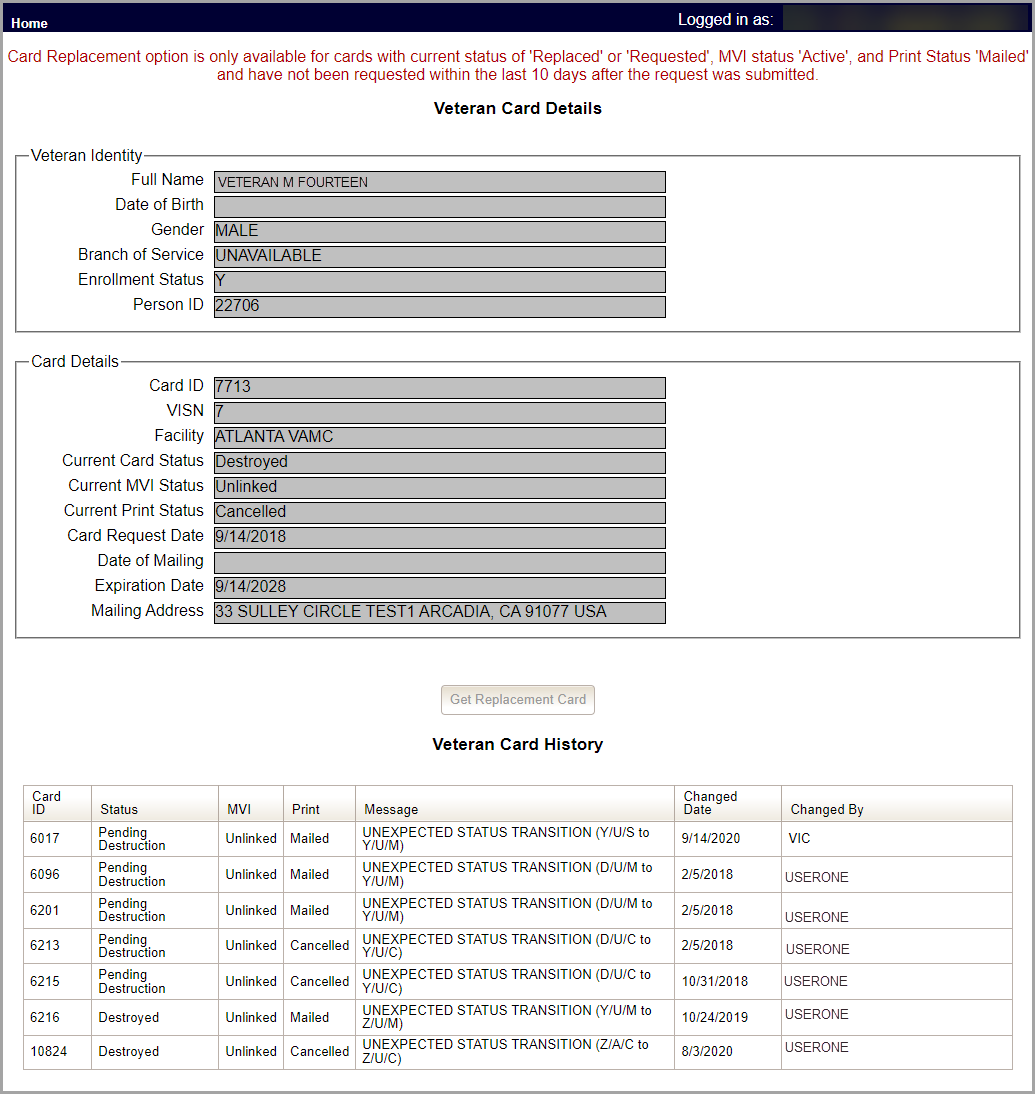 Home
Logged in as:
Card Replacement option is only available for cards with current status of 'Replaced' or 'Requested', MVI status 'Active', and Print Status 'Mailed'
and have not been requested within the last 10 days after the request was submitted.
Veteran Card Details
Veteran Identity
Full Name VETERAN M FOURTEEN
Date of Birth
Gender MALE
Branch of Service UNAVAILABLE
Enrollment Status Y
Person ID 22706
Card Details
Card ID 7713
VISN 7
Facility ATLANTA VAMC
Current Card Status Destroyed
Current MVI Status Unlinked
Current Print Status Cancelled
Card Request Date 9/14/2018
Date of Mailing
Expiration Date 9/14/2028
Mailing Address 33 SULLEY CIRCLE TEST1 ARCADIA, CA 91077 USA
Get Replacement Card
Veteran Card History
Card ID Status MVI Print Message Changed Date Changed By
6017 Pending Destruction Unlinked Mailed UNEXPECTED STATUS TRANSITION (Y/U/S to Y/U/M) 9/14/2020 VIC
6096 Pending Destruction Unlinked Mailed UNEXPECTED STATUS TRANSITION (D/U/M to Y/U/M) 2/5/2018 USERONE
6201 Pending Destruction Unlinked Mailed UNEXPECTED STATUS TRANSITION (D/U/M to Y/U/M) 2/5/2018 USERONE
6213 Pending Destruction Unlinked Cancelled UNEXPECTED STATUS TRANSITION (D/U/C to Y/U/C) 2/5/2018 USERONE
6215 Pending Destruction Unlinked Cancelled UNEXPECTED STATUS TRANSITION (D/U/C to Y/U/C) 10/31/2018 USERONE
6216 Destroyed Unlinked Mailed UNEXPECTED STATUS TRANSITION (Y/U/M to Z/U/M) 10/24/2019 USERONE
10824 Destroyed Unlinked Cancelled UNEXPECTED STATUS TRANSITION (Z/A/C to Z/U/C) 8/3/2020 USERONE